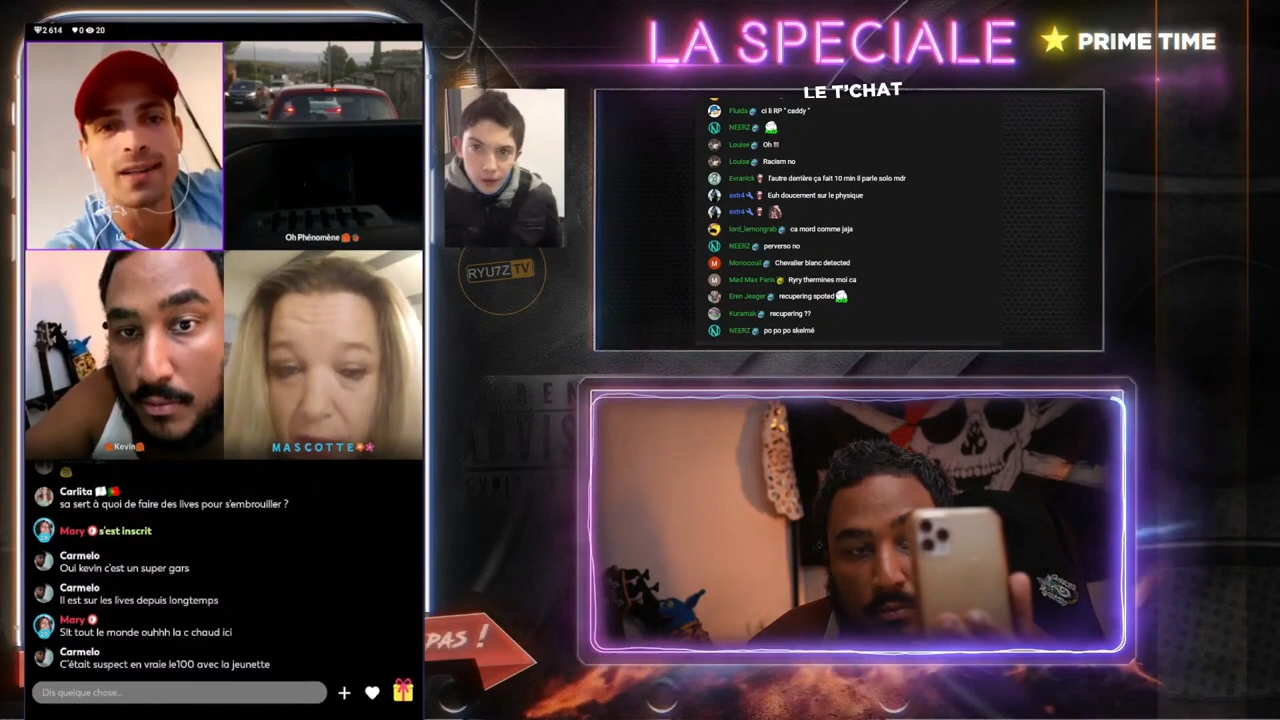 2 614 0 20
Le
Oh Phénomène
Kevin
MASCOTTE
Carlita
sa sert à quoi de faire des lives pour s'embrouiller ?
Mary s'est inscrit
Carmelo
Oui kevin c'est un super gars
Carmelo
Il est sur les lives depuis longtemps
Mary
Slt tout le monde ouhhh la c chaud ici
Carmelo
C'était suspect en vraie le100 avec la jeunette
Dis quelque chose...
RYU7Z TV
PAS !
LA SPECIALE
PRIME TIME
LE T'CHAT
Fluida ci li RP " caddy "
NEERZ
Louise Oh !!!
Louise Racism no
Evranick l'autre derrière ça fait 10 min il parle solo mdr
extr4 Euh doucement sur le physique
extr4
lord_lemongrab ca mord comme jaja
NEERZ perverso no
Monocouil Chevalier blanc detected
Mad Max Paris Ryry thermines moi ca
Eren Jeager recupering spoted
Kuramak recupering ??
NEERZ po po po skelmé